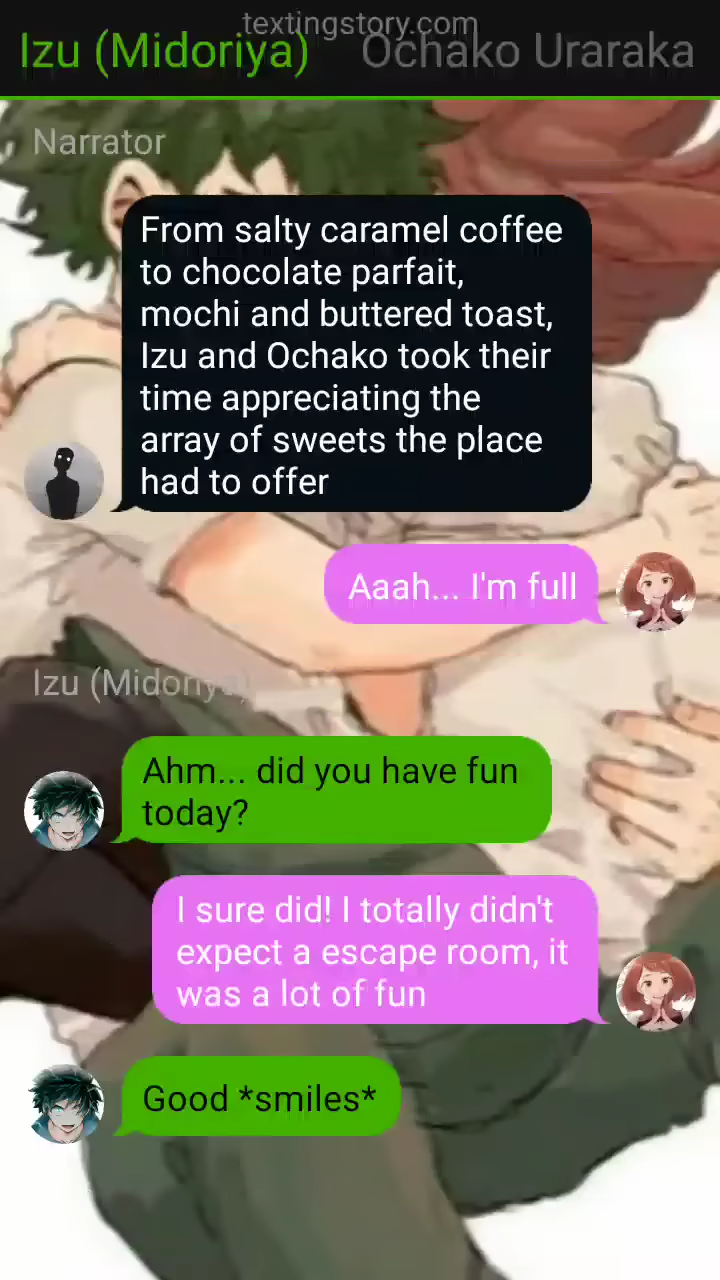 textingstory.com
Izu (Midoriya) Ochako Uraraka
Narrator
From salty caramel coffee
to chocolate parfait,
mochi and buttered toast,
Izu and Ochako took their
time appreciating the
array of sweets the place
had to offer
Aaah... I'm full
Izu (Midoriya)
Ahm... did you have fun
today?
I sure did! I totally didn't
expect a escape room, it
was a lot of fun
Good *smiles*